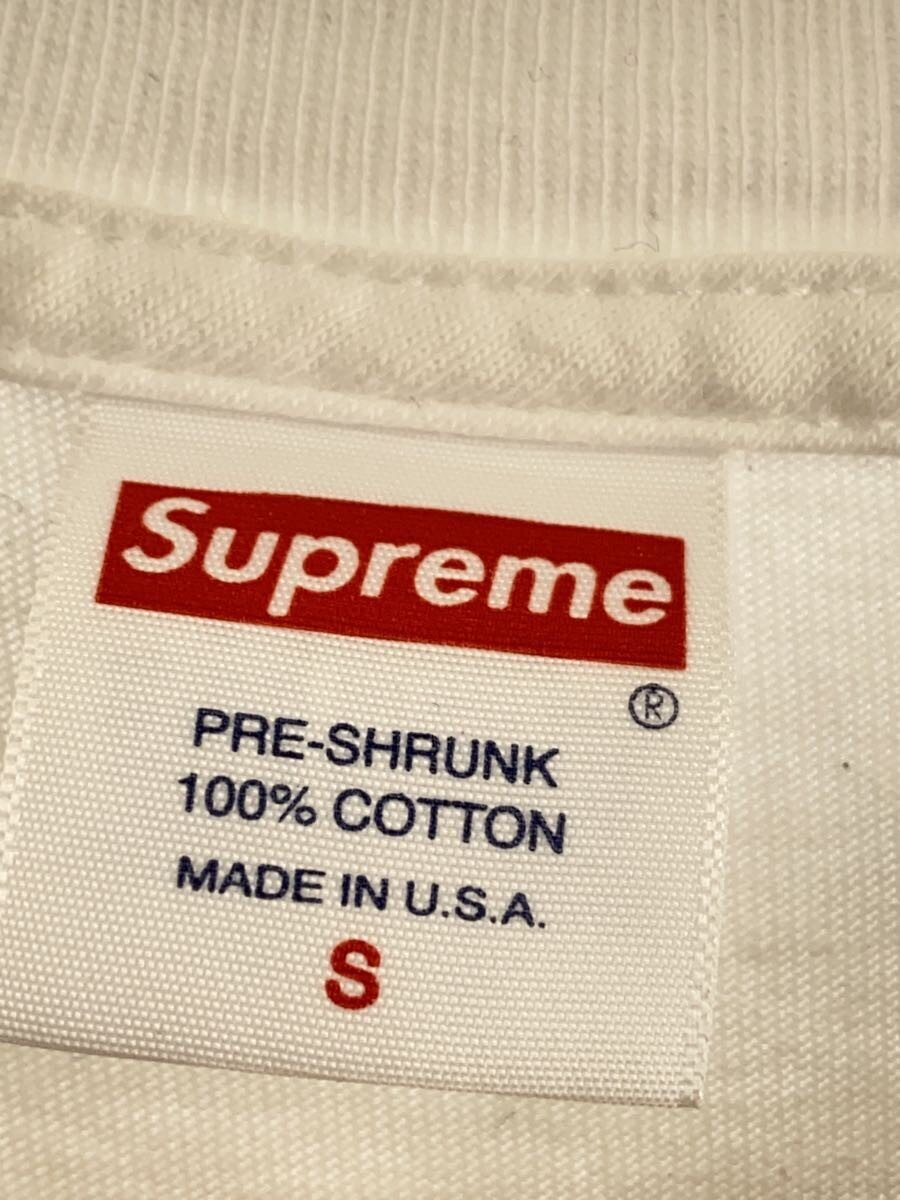 Supreme
®
PRE-SHRUNK
100% COTTON
MADE IN U.S.A.
S